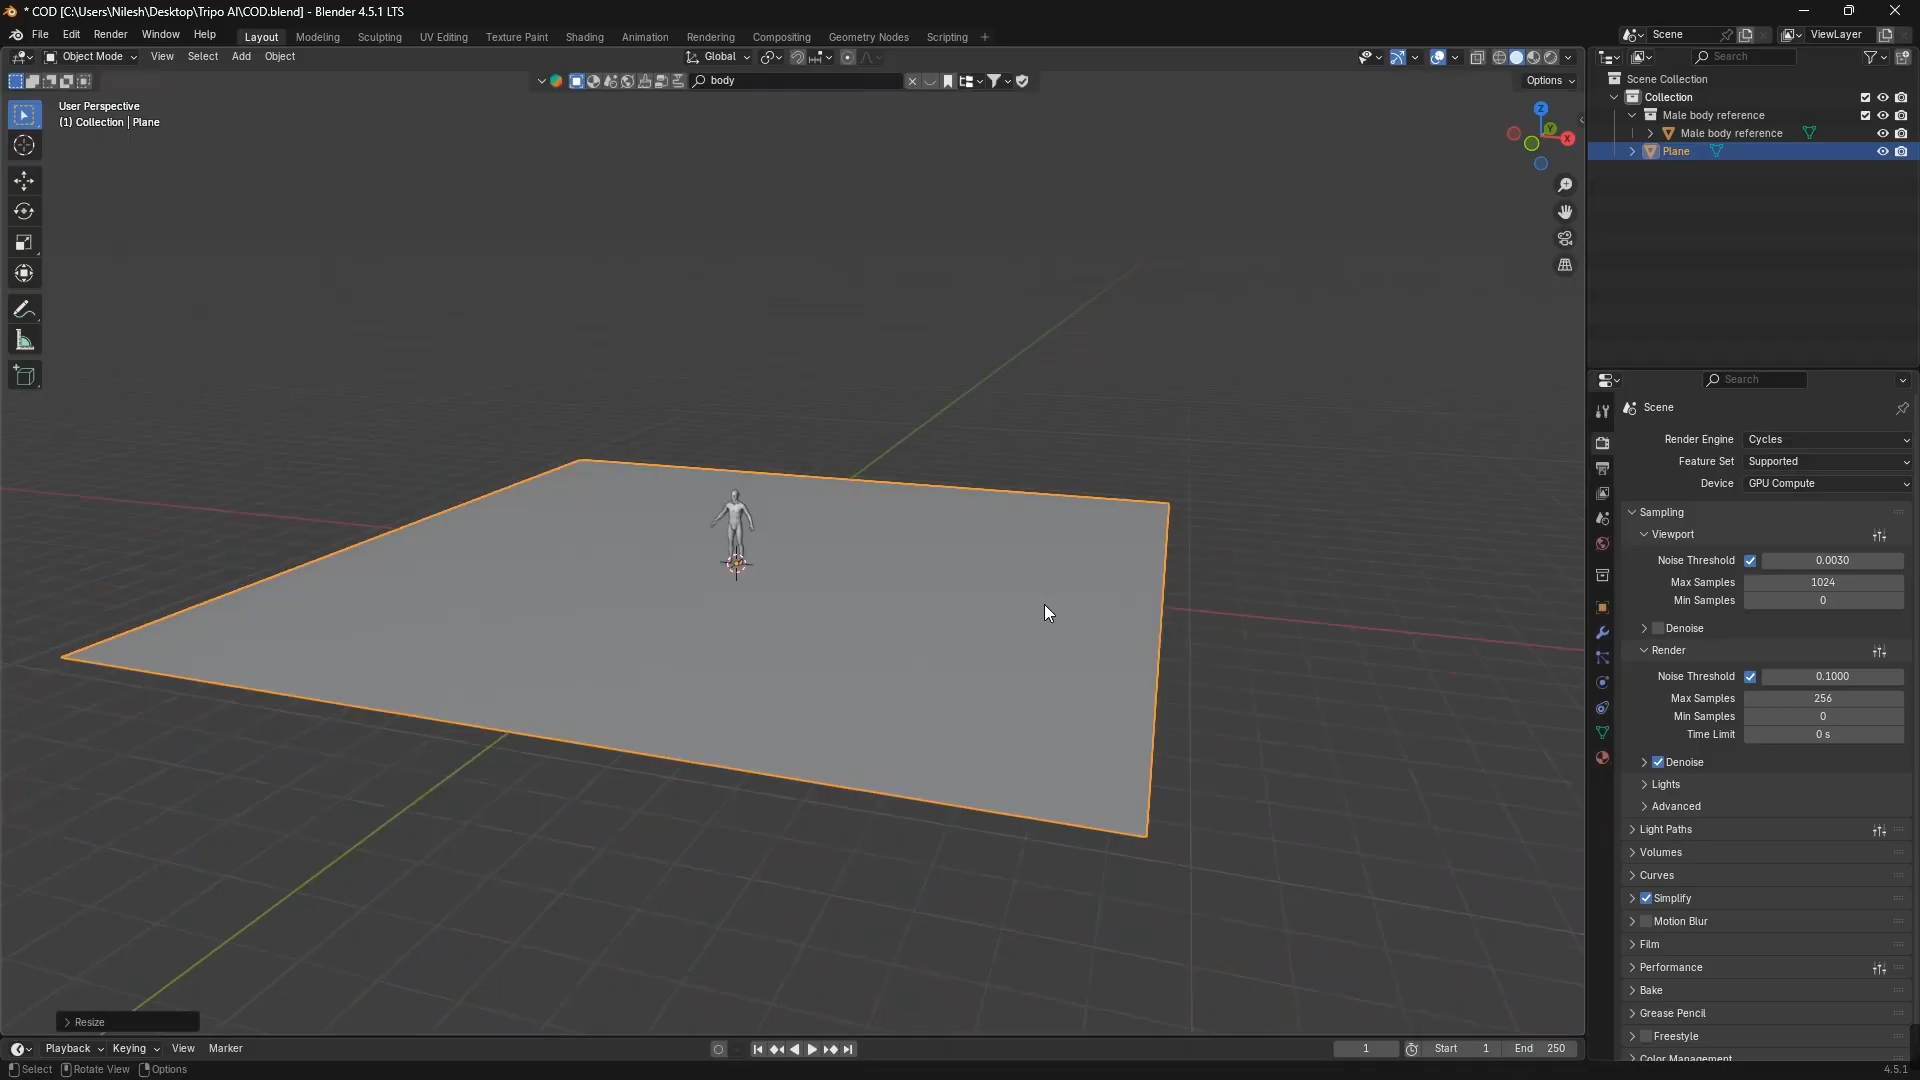 * COD [C:\Users\Nilesh\Desktop\Tripo AI\COD.blend] - Blender 4.5.1 LTS
File Edit Render Window Help Layout Modeling Sculpting UV Editing Texture Paint Shading Animation Rendering Compositing Geometry Nodes Scripting + Scene ViewLayer
Object Mode View Select Add Object Global Search
body Options
User Perspective
(1) Collection | Plane
Z
Y
X
Scene Collection
Collection
Male body reference
Male body reference
Plane
Search
Scene
Render Engine Cycles
Feature Set Supported
Device GPU Compute
Sampling
Viewport
Noise Threshold 0.0030
Max Samples 1024
Min Samples 0
Denoise
Render
Noise Threshold 0.1000
Max Samples 256
Min Samples 0
Time Limit 0 s
Denoise
Lights
Advanced
Light Paths
Volumes
Curves
Simplify
Motion Blur
Film
Performance
Bake
Grease Pencil
Freestyle
Color Management
Resize
Playback Keying View Marker 1 Start 1 End 250
Select Rotate View Options 4.5.1